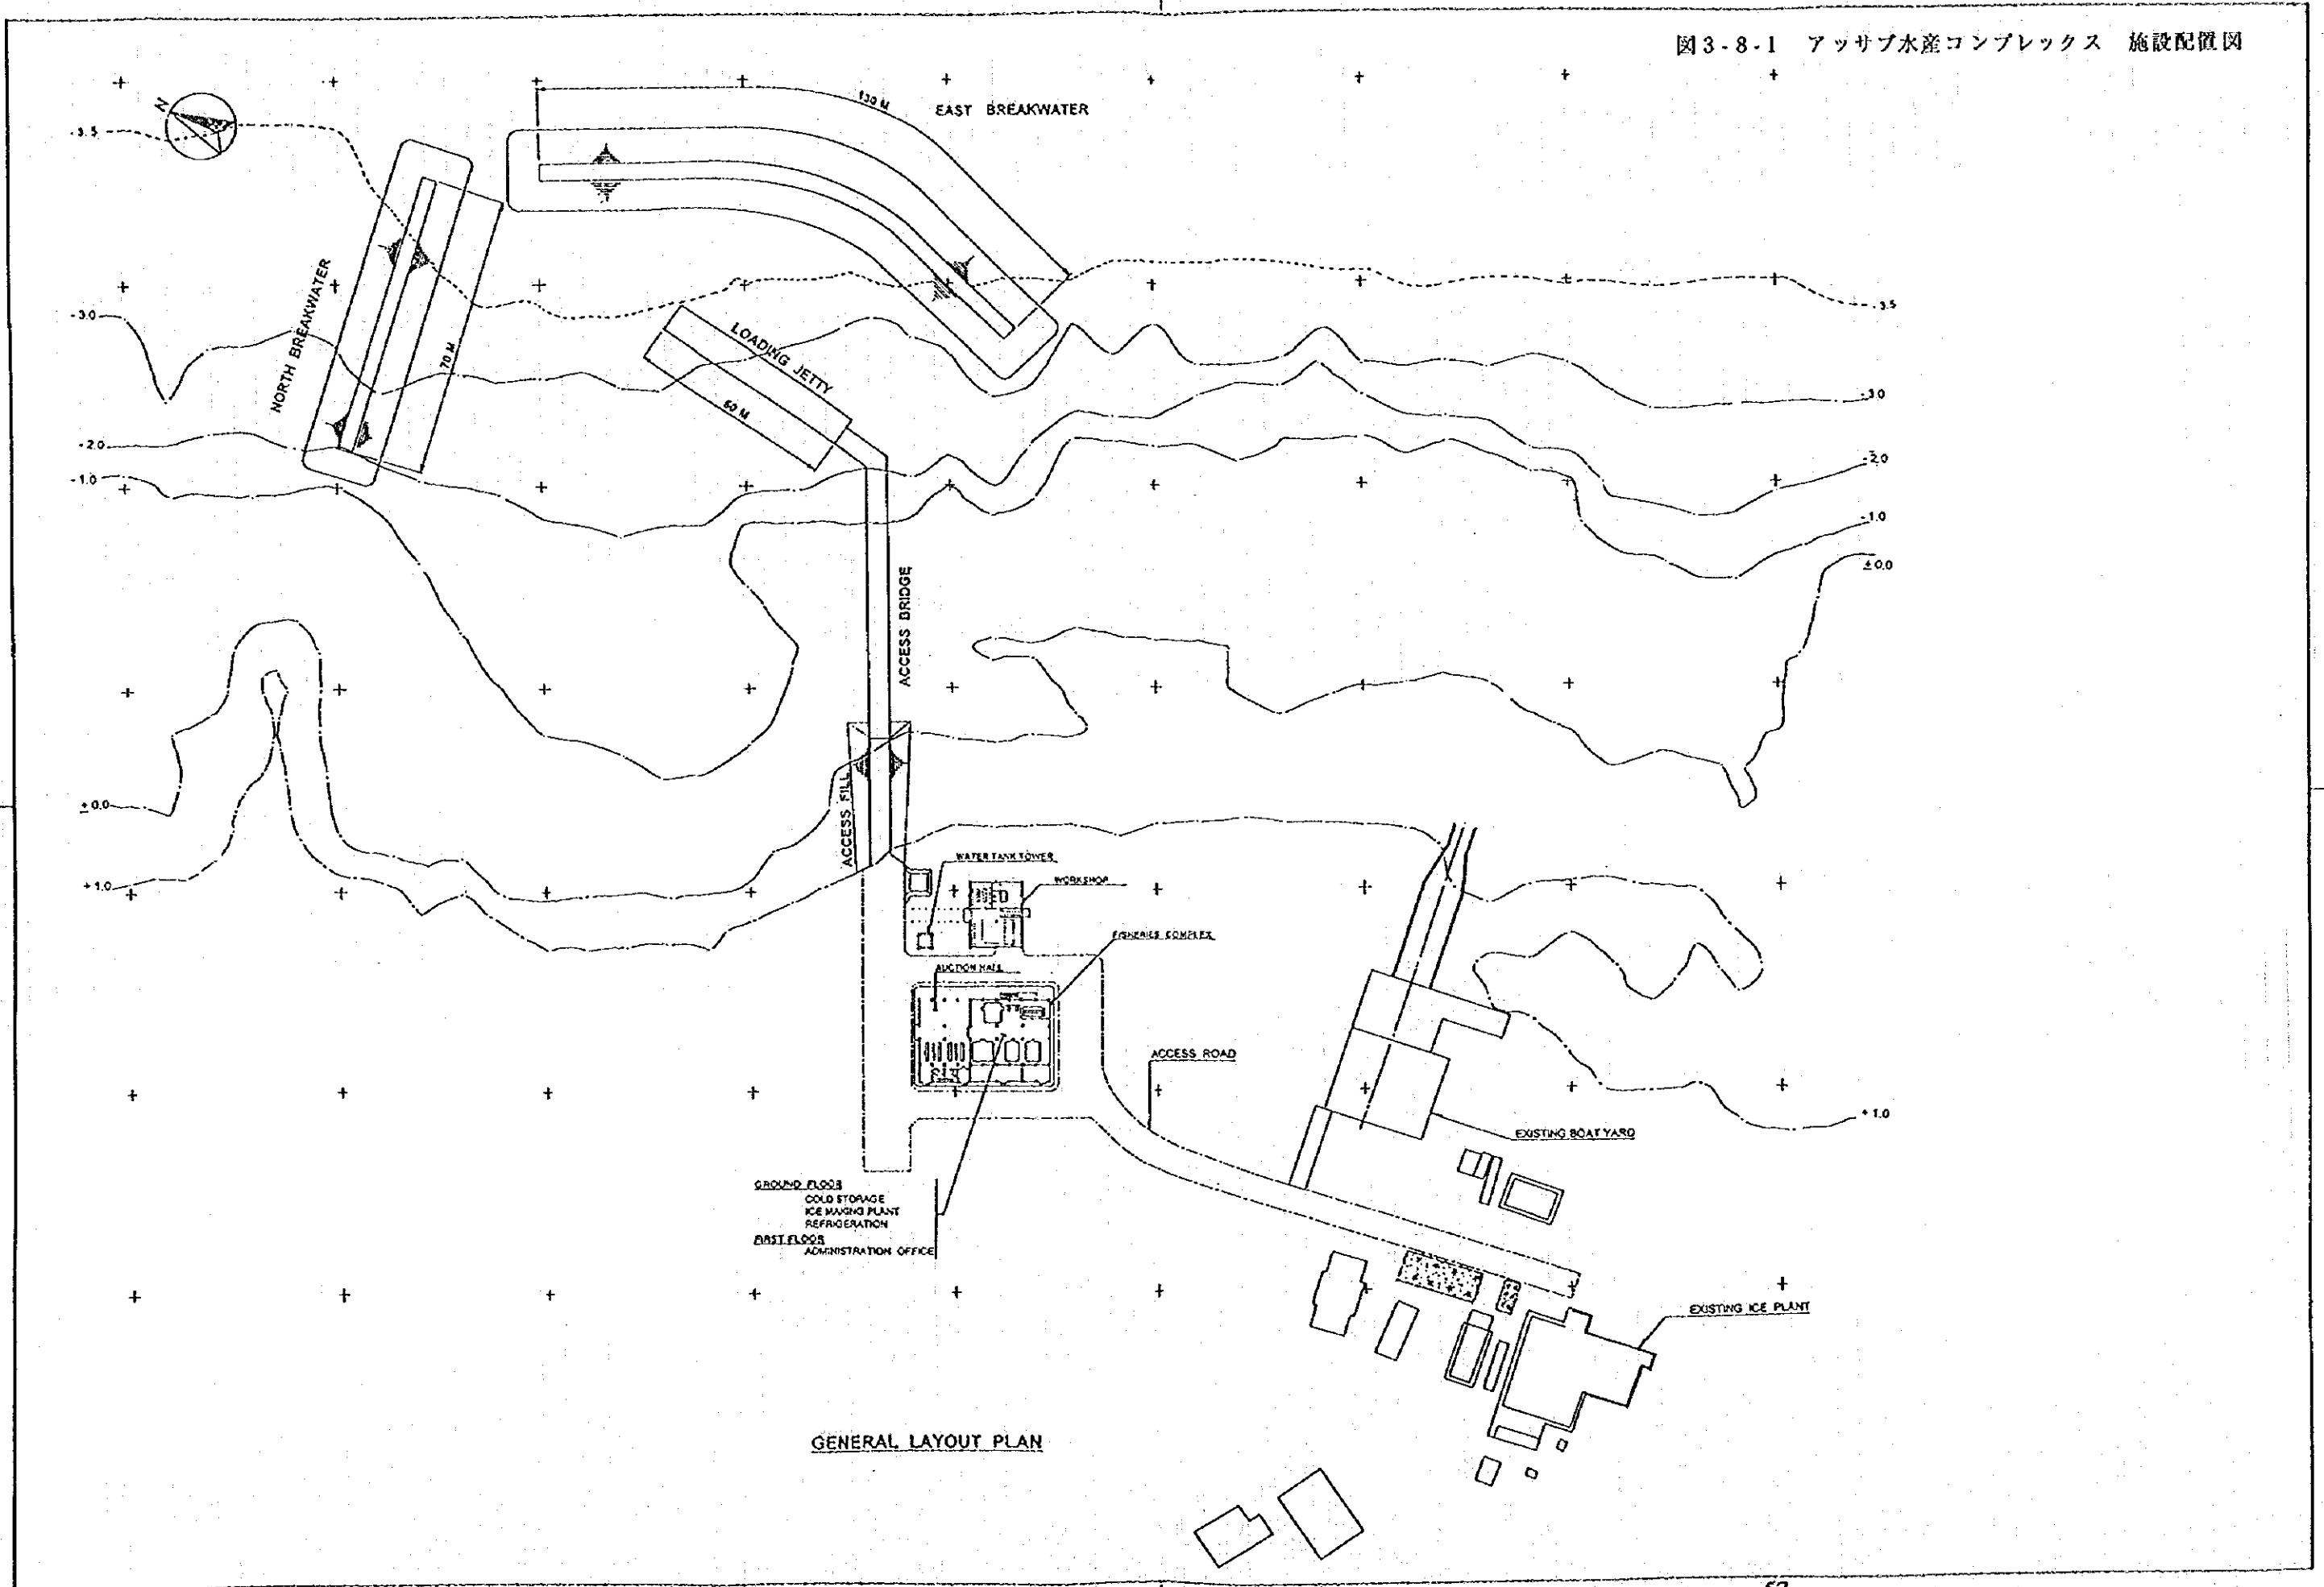 図3-8-1 アッサブ水産コンプレックス 施設配置図
N
130 M
EAST BREAKWATER
-3.5
NORTH BREAKWATER
70 M
-3.0
LOADING JETTY
50 M
-3.5
-3.0
-2.0
-1.0
-2.0
-1.0
±0.0
ACCESS BRIDGE
±0.0
ACCESS FILL
+1.0
WATER TANK TOWER
WORKSHOP
FISHERIES COMPLEX
AUCTION HALL
ACCESS ROAD
+1.0
EXISTING BOAT YARD
GROUND FLOOR
COLD STORAGE
ICE MAKING PLANT
REFRIGERATION
FIRST FLOOR
ADMINISTRATION OFFICE
EXISTING ICE PLANT
GENERAL LAYOUT PLAN